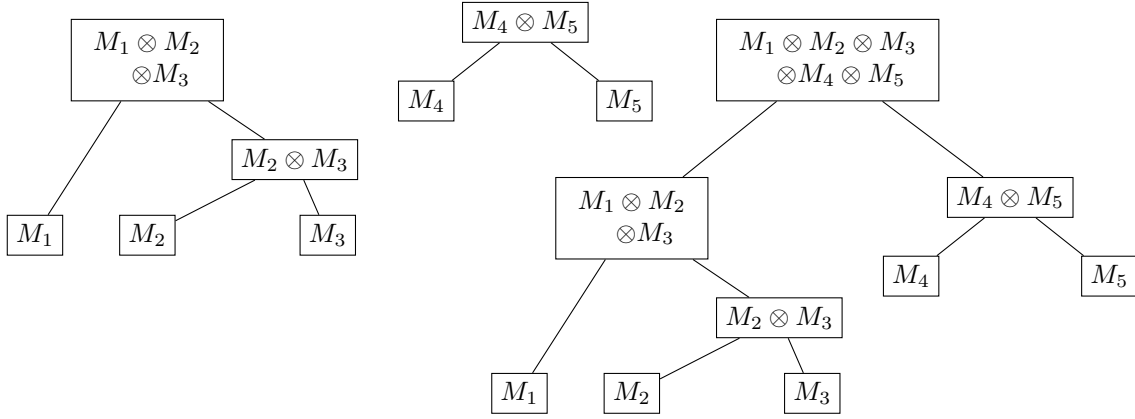 M₁ ⊗ M₂
⊗M₃
M₂ ⊗ M₃
M₁
M₂
M₃
M₄ ⊗ M₅
M₄
M₅
M₁ ⊗ M₂ ⊗ M₃
⊗M₄ ⊗ M₅
M₁ ⊗ M₂
⊗M₃
M₄ ⊗ M₅
M₄
M₅
M₂ ⊗ M₃
M₁
M₂
M₃